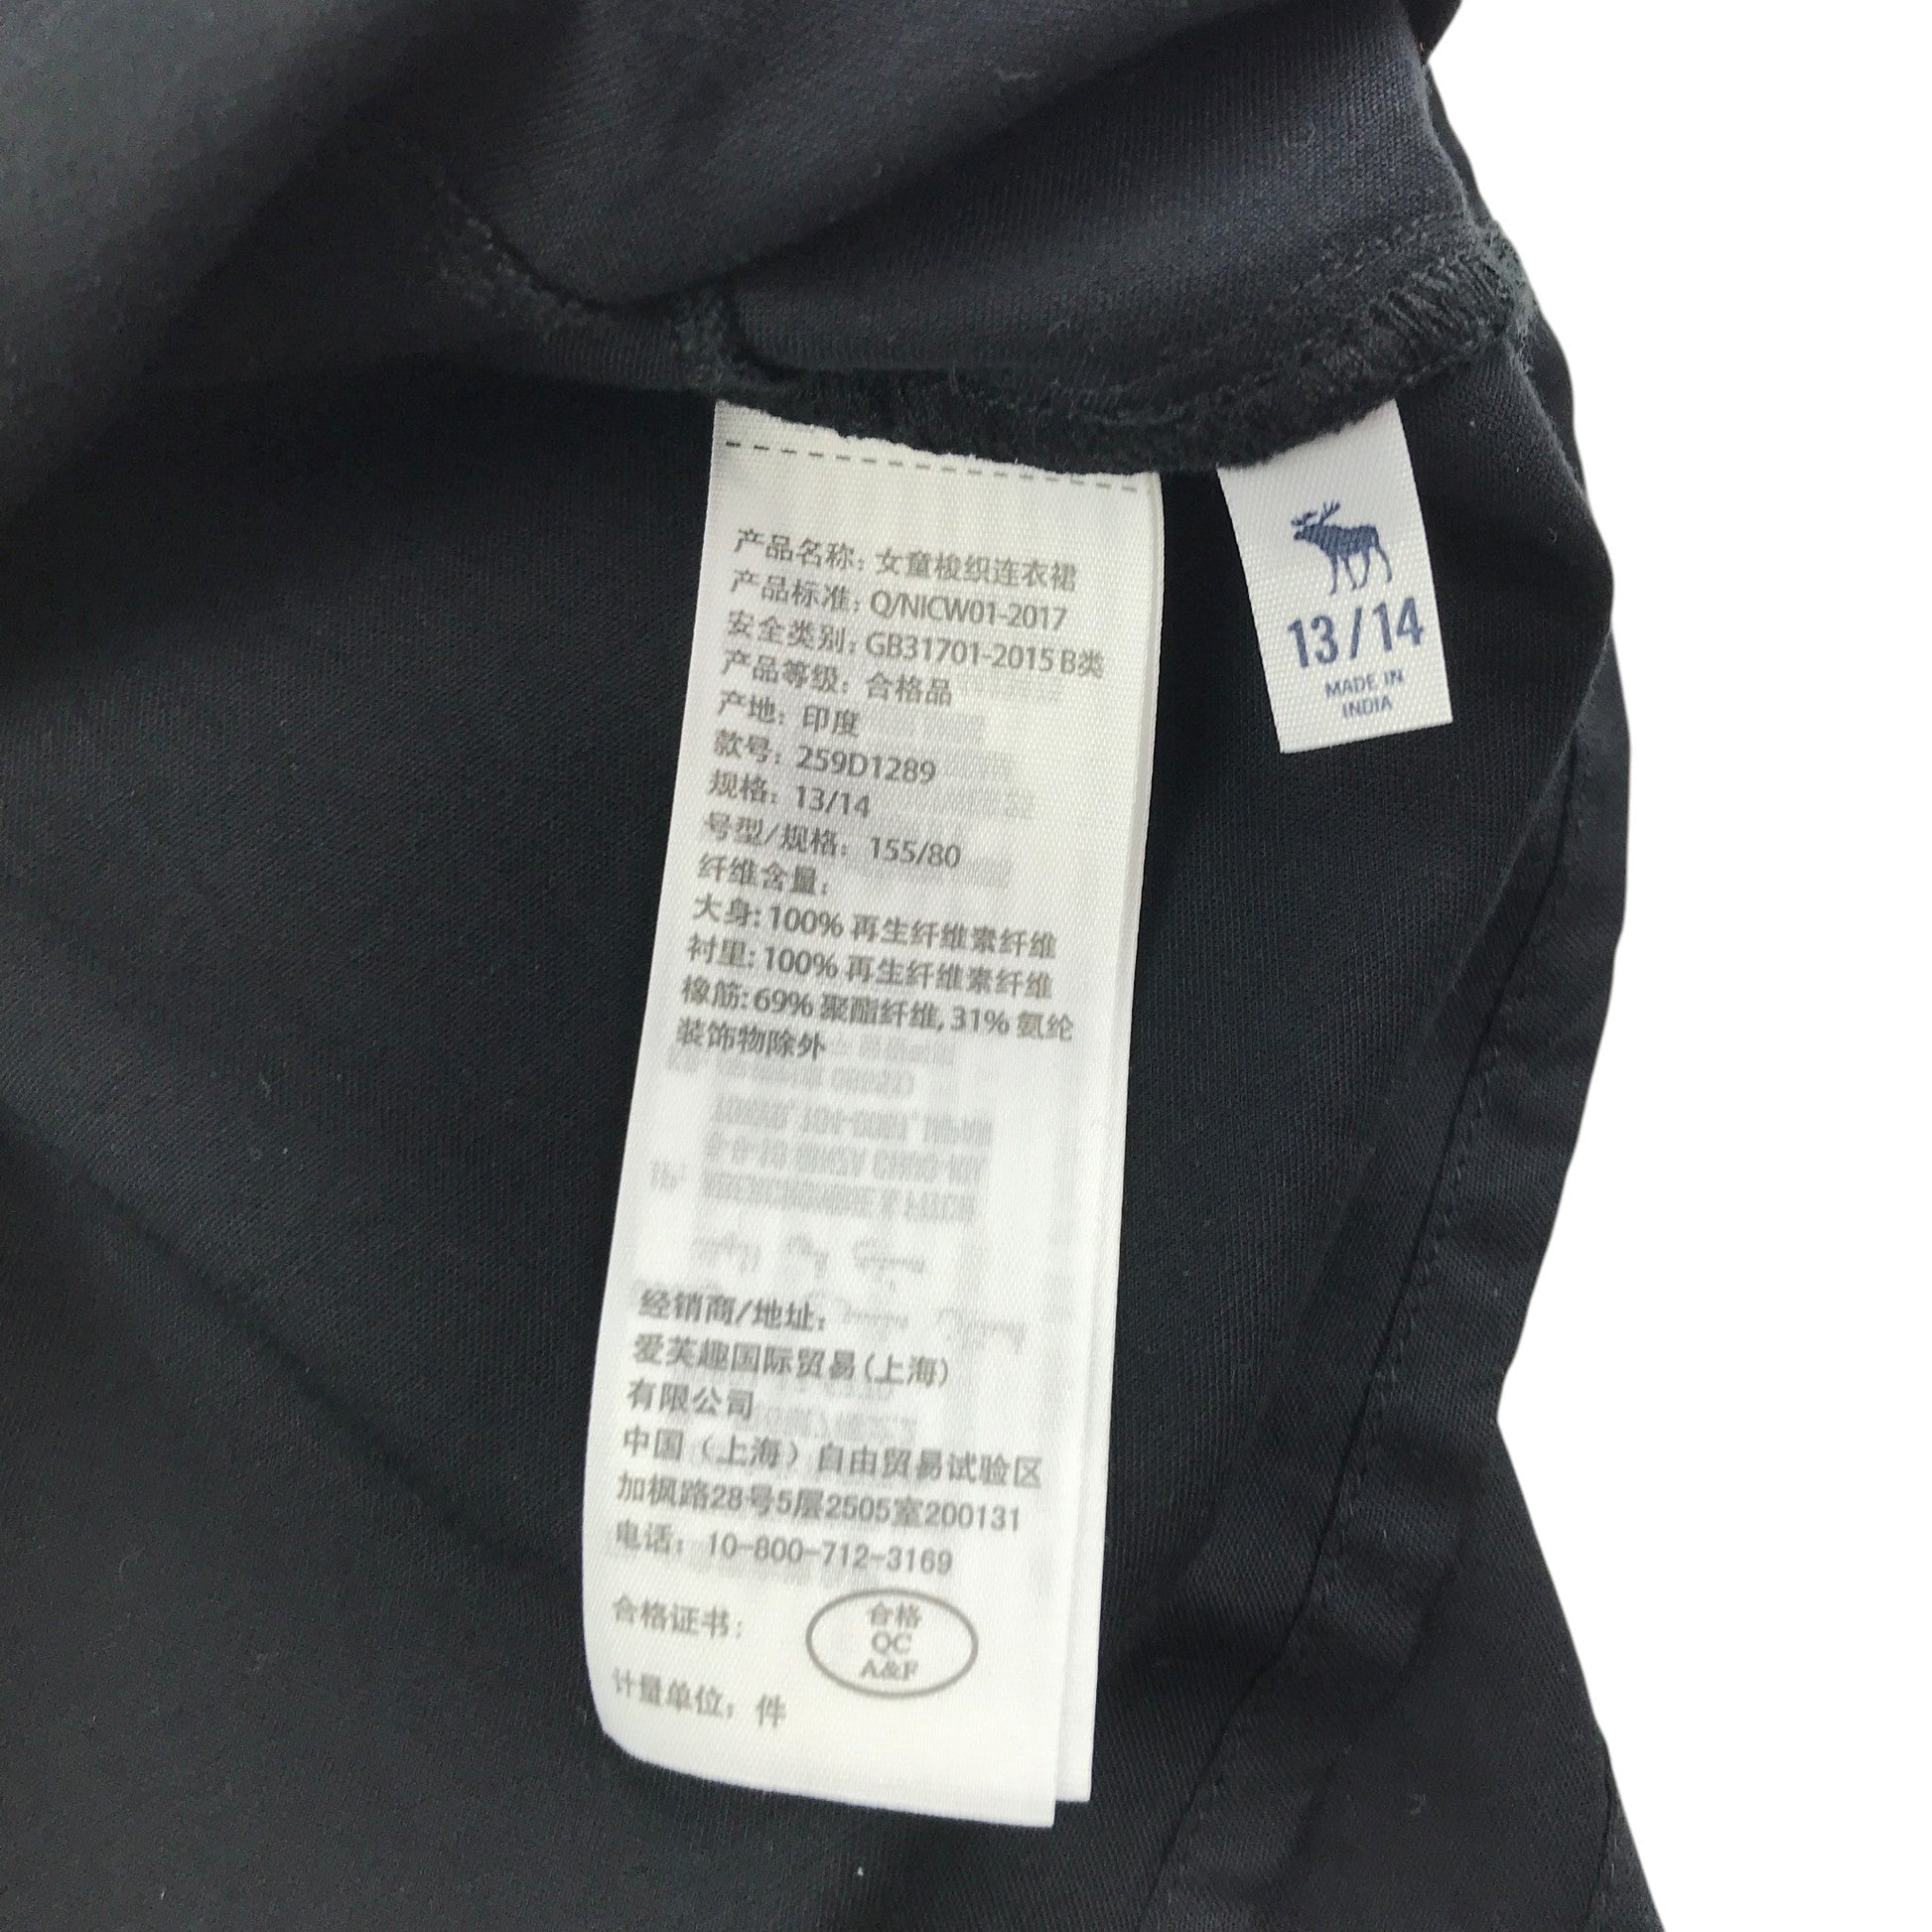 产品名称: 女童梭织连衣裙
产品标准: Q/NICW01-2017
安全类别: GB31701-2015 B类
产品等级: 合格品
产地: 印度
款号: 259D1289
规格: 13/14
号型/规格: 155/80
纤维含量:
大身: 100% 再生纤维素纤维
衬里: 100% 再生纤维素纤维
橡筋: 69% 聚酯纤维, 31% 氨纶
装饰物除外
经销商/地址:
爱芙趣国际贸易(上海)
有限公司
中国（上海）自由贸易试验区
加枫路28号5层2505室200131
电话: 10-800-712-3169
合格证书:
合格
QC
A&F
计量单位: 件
13/14
MADE IN
INDIA